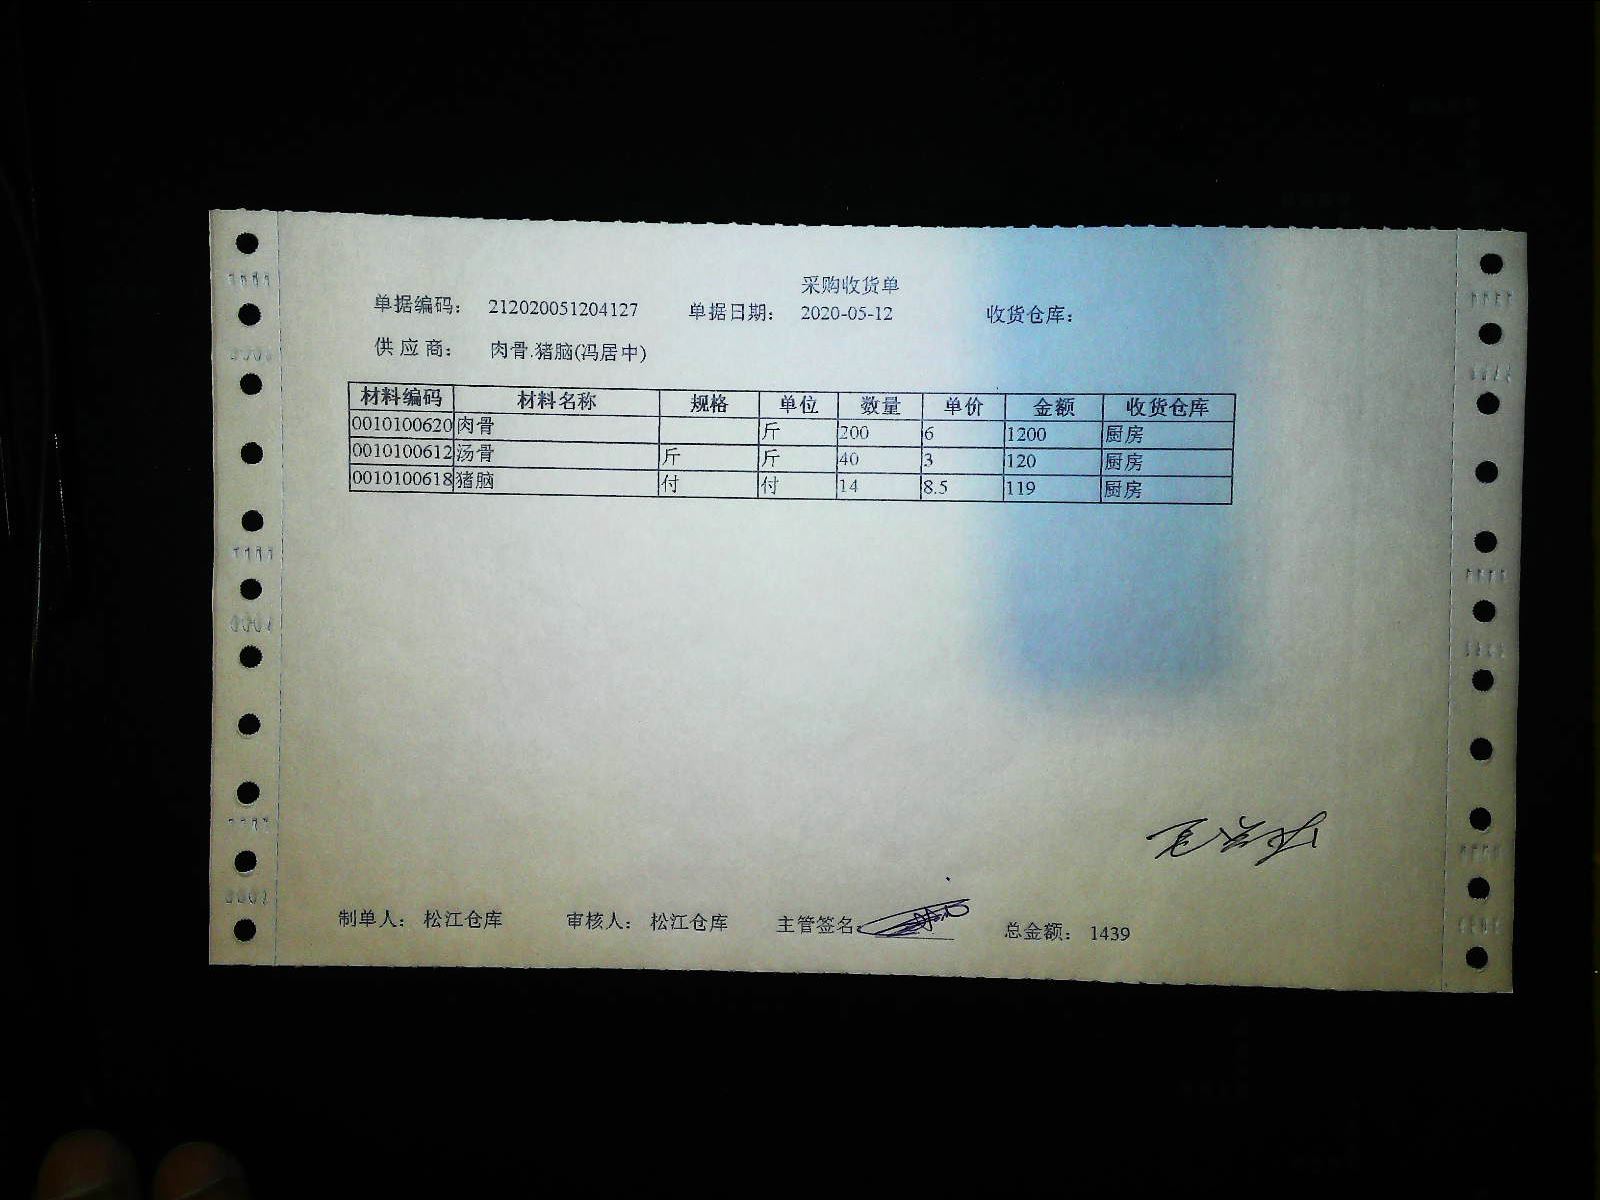 采购收货单
单据编码： 212020051204127 单据日期： 2020-05-12 收货仓库：
供 应 商： 肉骨.猪脑(冯居中)
材料编码 材料名称 规格 单位 数量 单价 金额 收货仓库
0010100620 肉骨 斤 200 6 1200 厨房
0010100612 汤骨 斤 斤 40 3 120 厨房
0010100618 猪脑 付 付 14 8.5 119 厨房
制单人： 松江仓库 审核人： 松江仓库 主管签名： 总金额： 1439